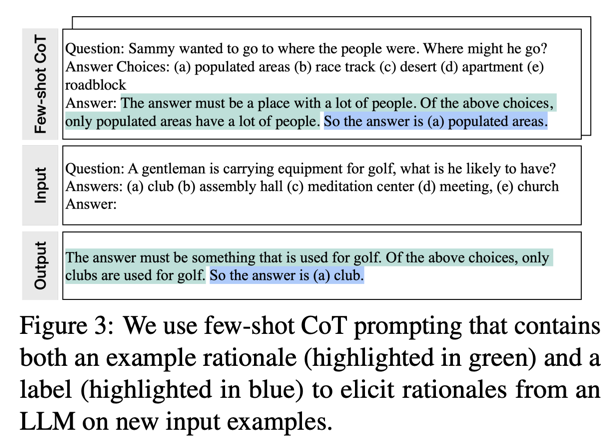 Few-shot CoT
Question: Sammy wanted to go to where the people were. Where might he go?
Answer Choices: (a) populated areas (b) race track (c) desert (d) apartment (e)
roadblock
Answer: The answer must be a place with a lot of people. Of the above choices,
only populated areas have a lot of people. So the answer is (a) populated areas.
Input
Question: A gentleman is carrying equipment for golf, what is he likely to have?
Answers: (a) club (b) assembly hall (c) meditation center (d) meeting, (e) church
Answer:
Output
The answer must be something that is used for golf. Of the above choices, only
clubs are used for golf. So the answer is (a) club.
Figure 3: We use few-shot CoT prompting that contains
both an example rationale (highlighted in green) and a
label (highlighted in blue) to elicit rationales from an
LLM on new input examples.